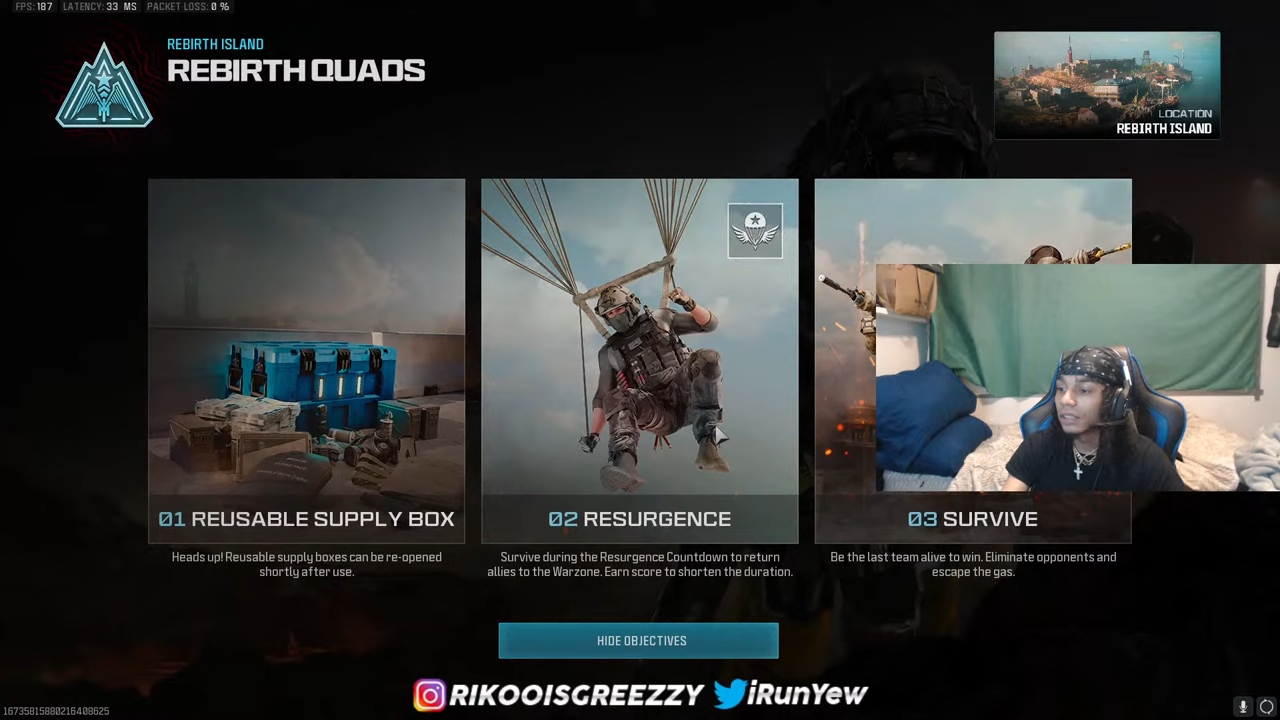 FPS: 187 LATENCY: 33 MS PACKET LOSS: 0 %
REBIRTH ISLAND
REBIRTH QUADS
LOCATION
REBIRTH ISLAND
01 REUSABLE SUPPLY BOX
Heads up! Reusable supply boxes can be re-opened
shortly after use.
02 RESURGENCE
Survive during the Resurgence Countdown to return
allies to the Warzone. Earn score to shorten the duration.
03 SURVIVE
Be the last team alive to win. Eliminate opponents and
escape the gas.
HIDE OBJECTIVES
RIKOOISGREEZZY iRunYew
16735815880216408625